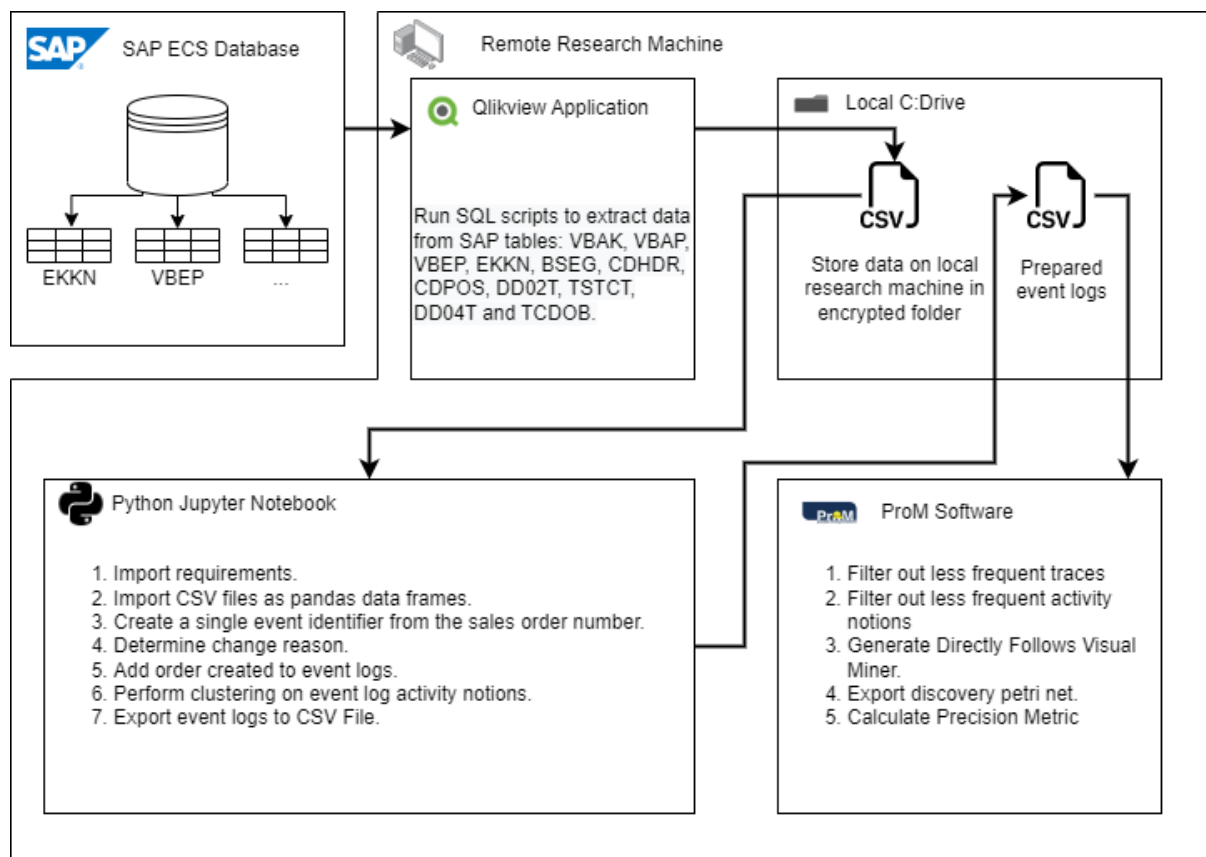 SAP
SAP ECS Database
EKKN
VBEP
...
Remote Research Machine
Qlikview Application
Run SQL scripts to extract data
from SAP tables: VBAK, VBAP,
VBEP, EKKN, BSEG, CDHDR,
CDPOS, DD02T, TSTCT,
DD04T and TCDOB.
Local C:Drive
CSV
Store data on local
research machine in
encrypted folder
CSV
Prepared
event logs
Python Jupyter Notebook
1. Import requirements.
2. Import CSV files as pandas data frames.
3. Create a single event identifier from the sales order number.
4. Determine change reason.
5. Add order created to event logs.
6. Perform clustering on event log activity notions.
7. Export event logs to CSV File.
ProM
ProM Software
1. Filter out less frequent traces
2. Filter out less frequent activity
notions
3. Generate Directly Follows Visual
Miner.
4. Export discovery petri net.
5. Calculate Precision Metric